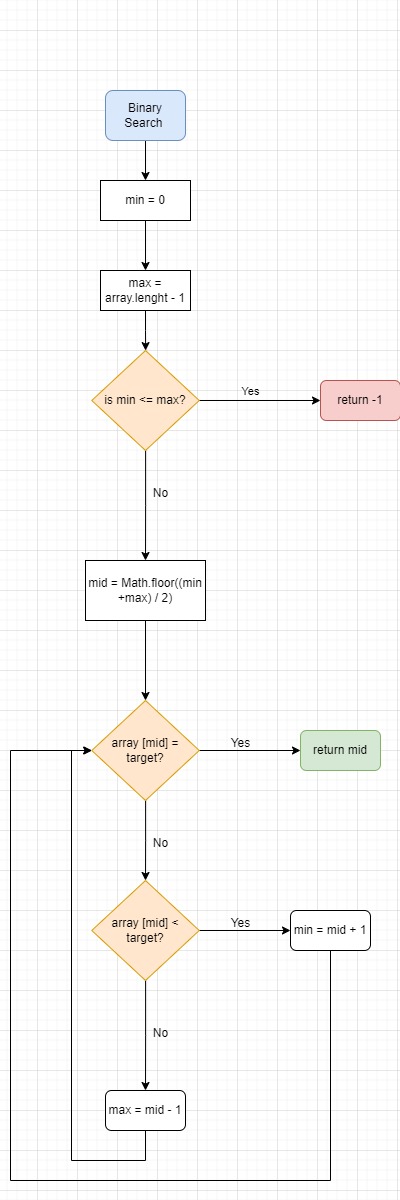 Binary
Search
min = 0
max =
array.lenght - 1
is min <= max?
Yes
return -1
No
mid = Math.floor((min
+max) / 2)
array [mid] =
target?
Yes
return mid
No
array [mid] <
target?
Yes
min = mid + 1
No
max = mid - 1